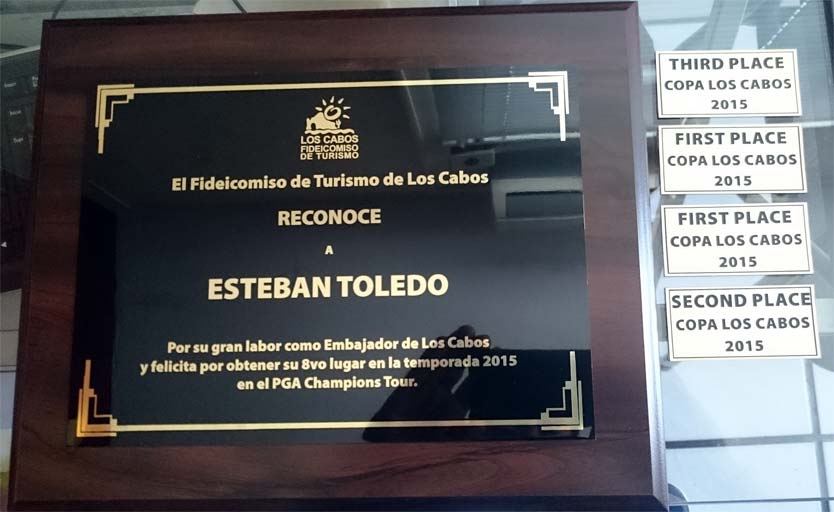 LOS CABOS
FIDEICOMISO
DE TURISMO
El Fideicomiso de Turismo de Los Cabos
RECONOCE
A
ESTEBAN TOLEDO
Por su gran labor como Embajador de Los Cabos
y felicita por obtener su 8vo lugar en la temporada 2015
en el PGA Champions Tour.
THIRD PLACE
COPA LOS CABOS
2015
FIRST PLACE
COPA LOS CABOS
2015
FIRST PLACE
COPA LOS CABOS
2015
SECOND PLACE
COPA LOS CABOS
2015